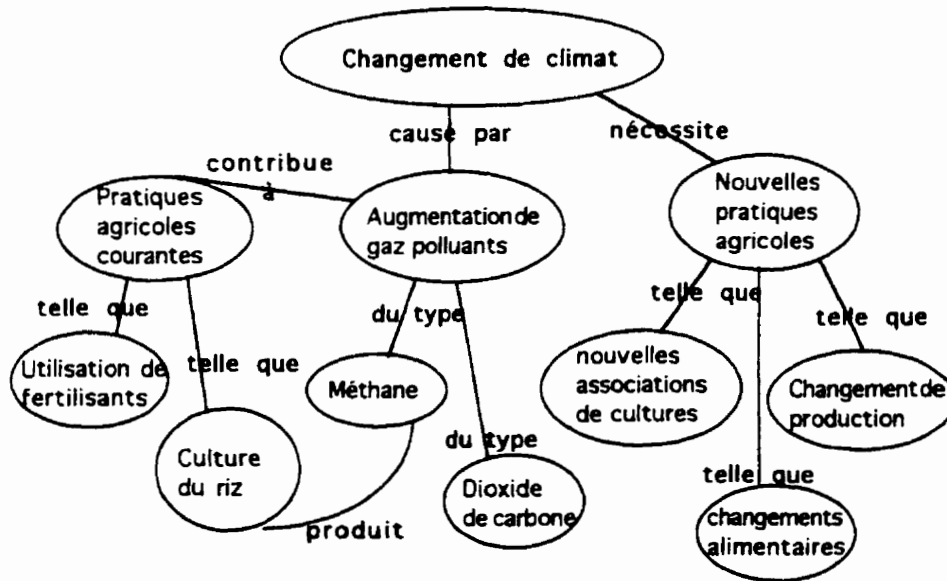 Changement de climat
cause par
nécessite
contribue
à
Pratiques
agricoles
courantes
Augmentation de
gaz polluants
Nouvelles
pratiques
agricoles
telle que
du type
telle que
telle que
Utilisation de
fertilisants
telle que
Méthane
nouvelles
associations
de cultures
Changement de
production
Culture
du riz
du type
Dioxide
de carbone
telle que
changements
alimentaires
produit